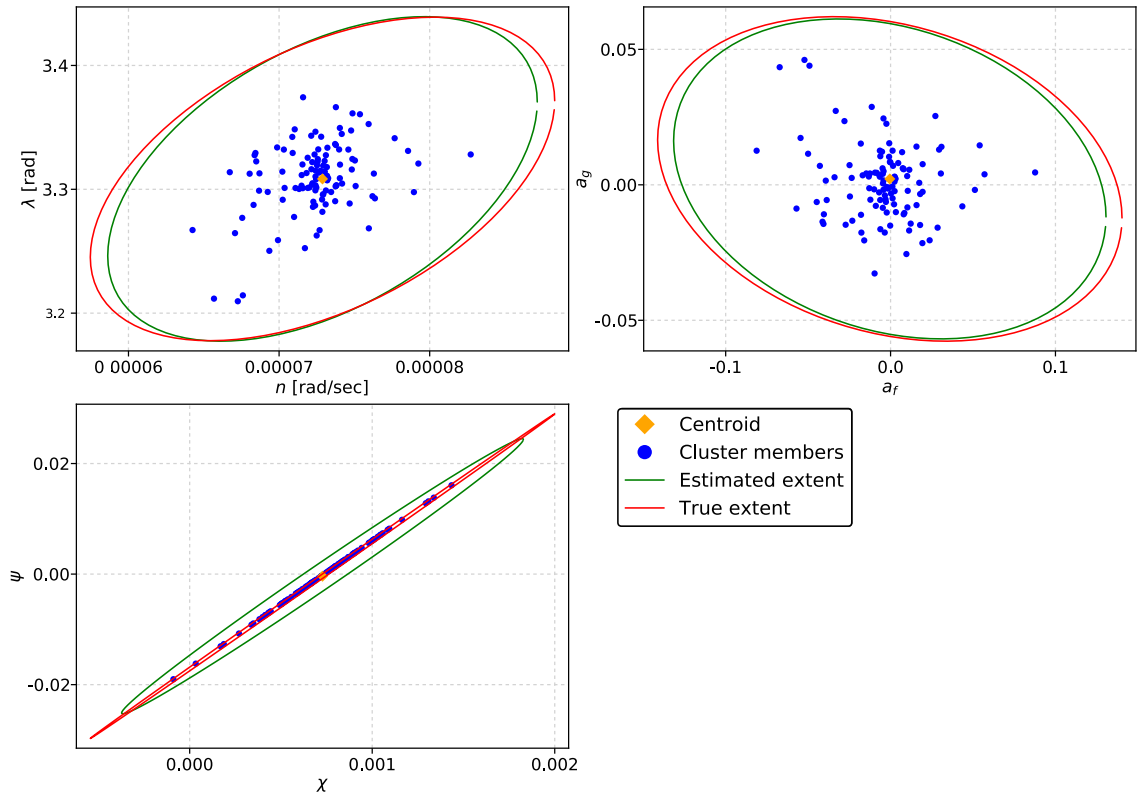 3.4
3.3
3.2
λ [rad]
0.00006
0.00007
0.00008
n [rad/sec]
0.05
0.00
-0.05
a_g
-0.1
0.0
0.1
a_f
0.02
0.00
-0.02
ψ
0.000
0.001
0.002
χ
Centroid
Cluster members
Estimated extent
True extent